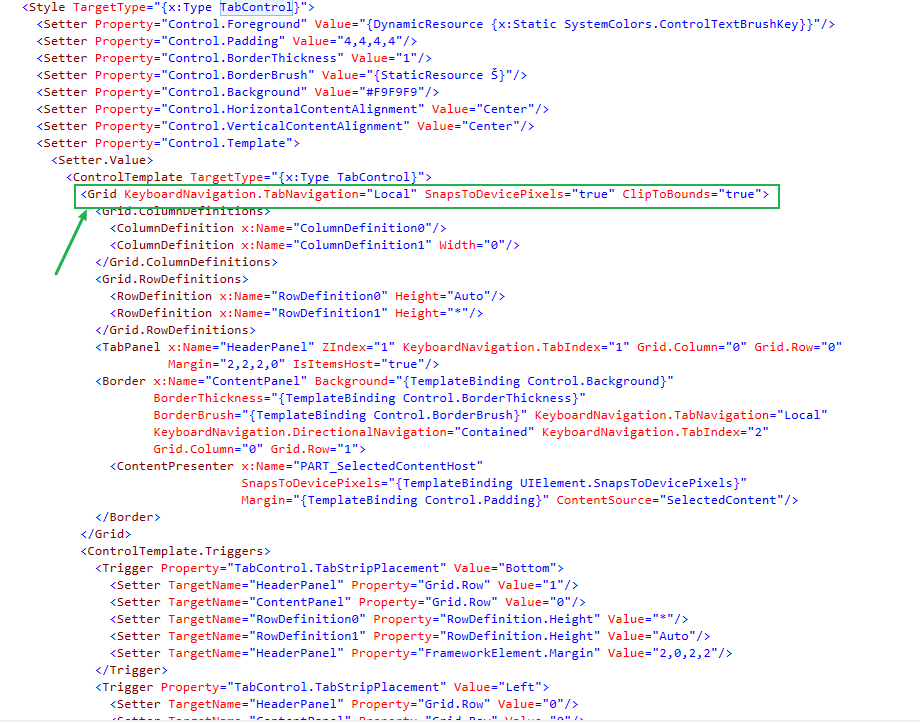 <Style TargetType="{x:Type TabControl}">
<Setter Property="Control.Foreground" Value="{DynamicResource {x:Static SystemColors.ControlTextBrushKey}}"/>
<Setter Property="Control.Padding" Value="4,4,4,4"/>
<Setter Property="Control.BorderThickness" Value="1"/>
<Setter Property="Control.BorderBrush" Value="{StaticResource Š}"/>
<Setter Property="Control.Background" Value="#F9F9F9"/>
<Setter Property="Control.HorizontalContentAlignment" Value="Center"/>
<Setter Property="Control.VerticalContentAlignment" Value="Center"/>
<Setter Property="Control.Template">
<Setter.Value>
<ControlTemplate TargetType="{x:Type TabControl}">
<Grid KeyboardNavigation.TabNavigation="Local" SnapsToDevicePixels="true" ClipToBounds="true">
<Grid.ColumnDefinitions>
<ColumnDefinition x:Name="ColumnDefinition0"/>
<ColumnDefinition x:Name="ColumnDefinition1" Width="0"/>
</Grid.ColumnDefinitions>
<Grid.RowDefinitions>
<RowDefinition x:Name="RowDefinition0" Height="Auto"/>
<RowDefinition x:Name="RowDefinition1" Height="*"/>
</Grid.RowDefinitions>
<TabPanel x:Name="HeaderPanel" ZIndex="1" KeyboardNavigation.TabIndex="1" Grid.Column="0" Grid.Row="0"
Margin="2,2,2,0" IsItemsHost="true"/>
<Border x:Name="ContentPanel" Background="{TemplateBinding Control.Background}"
BorderThickness="{TemplateBinding Control.BorderThickness}"
BorderBrush="{TemplateBinding Control.BorderBrush}" KeyboardNavigation.TabNavigation="Local"
KeyboardNavigation.DirectionalNavigation="Contained" KeyboardNavigation.TabIndex="2"
Grid.Column="0" Grid.Row="1">
<ContentPresenter x:Name="PART_SelectedContentHost"
SnapsToDevicePixels="{TemplateBinding UIElement.SnapsToDevicePixels}"
Margin="{TemplateBinding Control.Padding}" ContentSource="SelectedContent"/>
</Border>
</Grid>
<ControlTemplate.Triggers>
<Trigger Property="TabControl.TabStripPlacement" Value="Bottom">
<Setter TargetName="HeaderPanel" Property="Grid.Row" Value="1"/>
<Setter TargetName="ContentPanel" Property="Grid.Row" Value="0"/>
<Setter TargetName="RowDefinition0" Property="RowDefinition.Height" Value="*"/>
<Setter TargetName="RowDefinition1" Property="RowDefinition.Height" Value="Auto"/>
<Setter TargetName="HeaderPanel" Property="FrameworkElement.Margin" Value="2,0,2,2"/>
</Trigger>
<Trigger Property="TabControl.TabStripPlacement" Value="Left">
<Setter TargetName="HeaderPanel" Property="Grid.Row" Value="0"/>
<Setter TargetName="ContentPanel" Property="Grid.Row" Value="0"/>